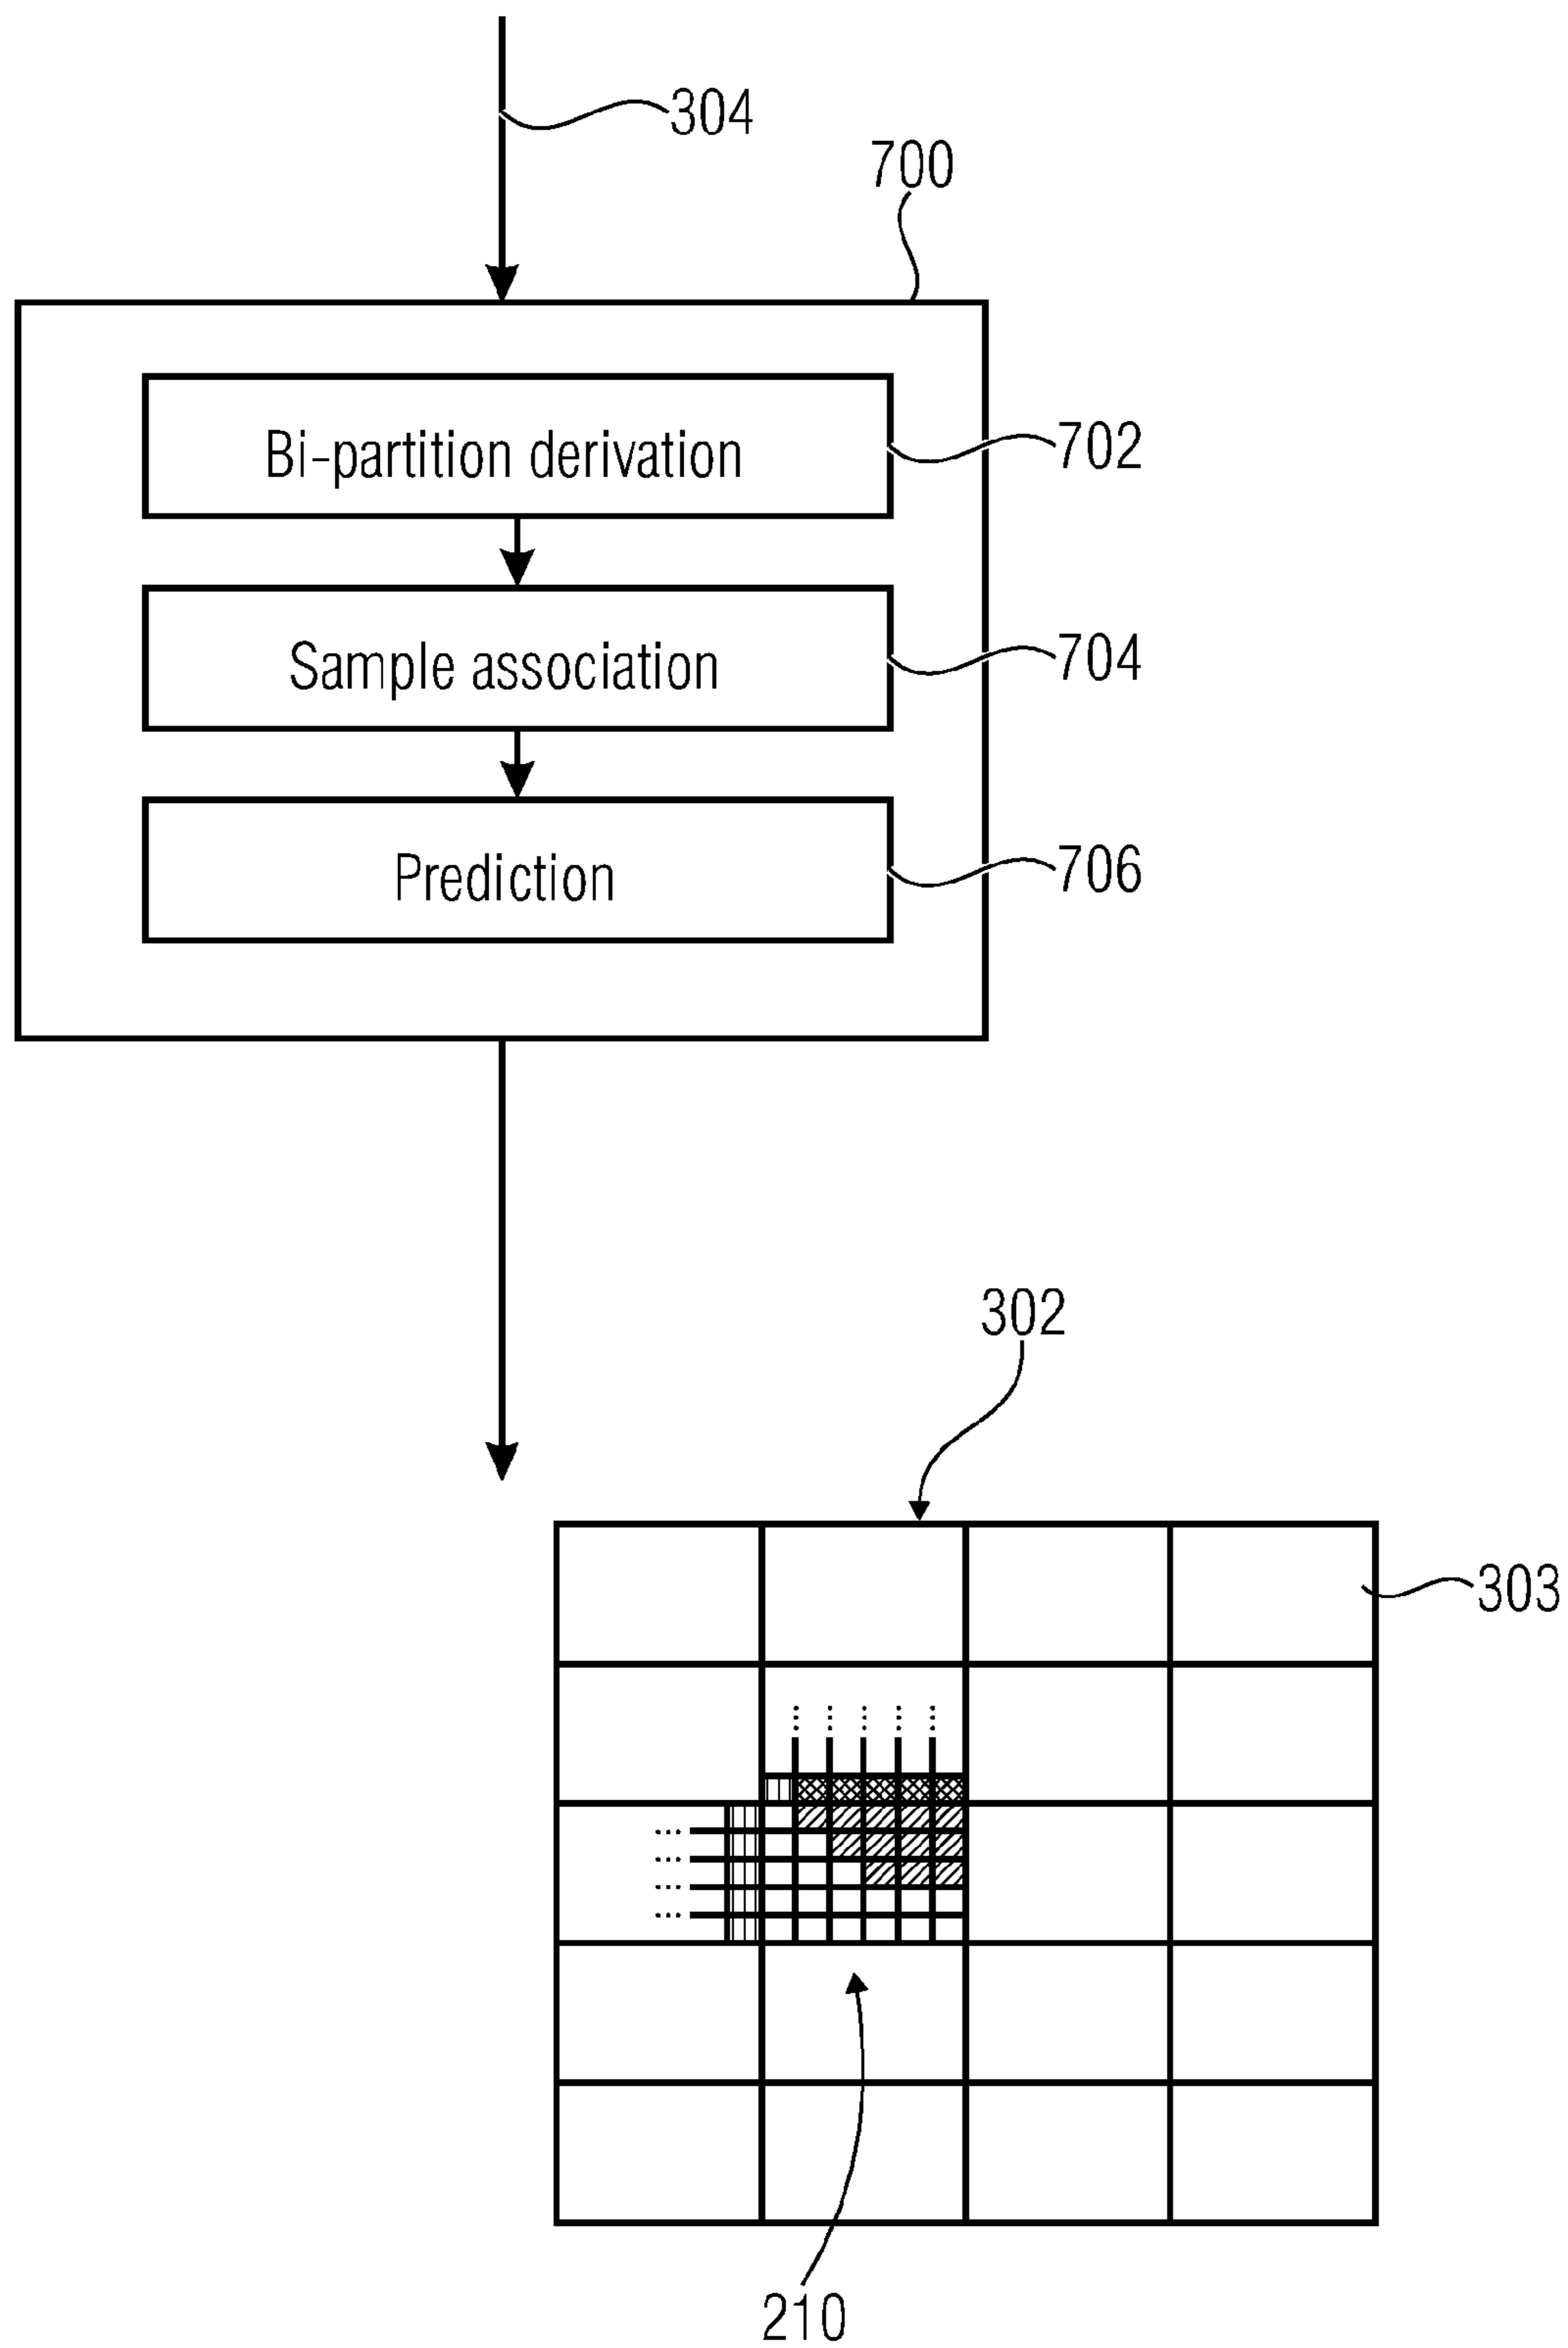 304
700
Bi-partition derivation
702
Sample association
704
Prediction
706
302
303
210